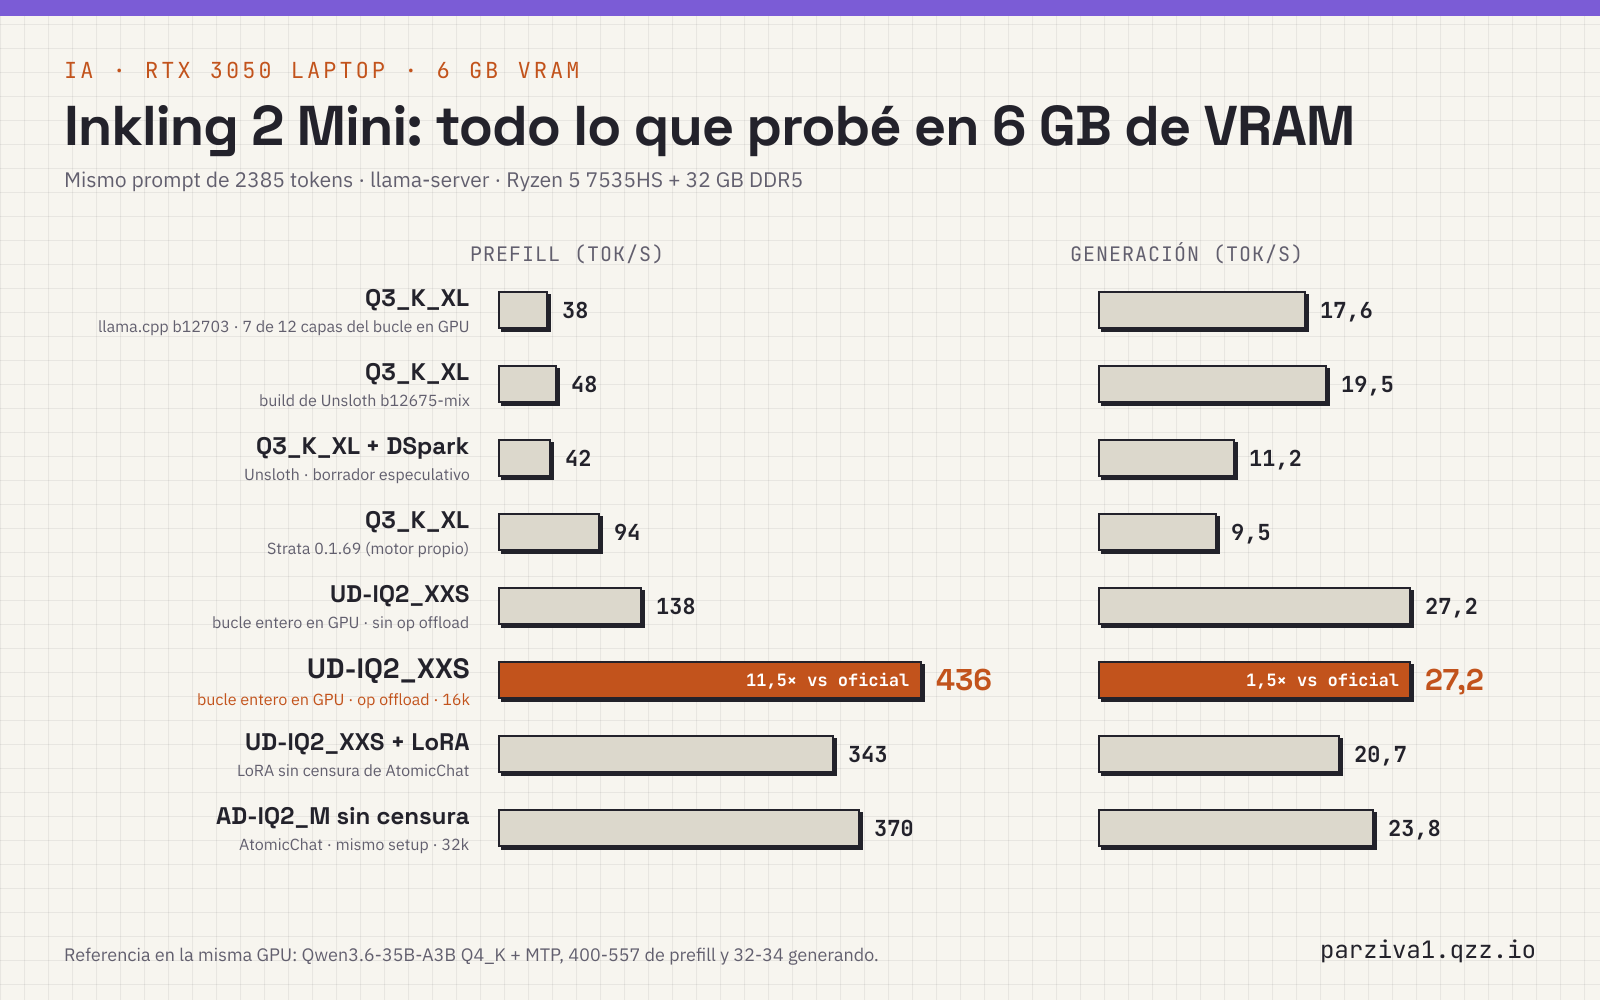 IA · RTX 3050 LAPTOP · 6 GB VRAM
Inkling 2 Mini: todo lo que probé en 6 GB de VRAM
Mismo prompt de 2385 tokens · llama-server · Ryzen 5 7535HS + 32 GB DDR5
PREFILL (TOK/S)
GENERACIÓN (TOK/S)
Q3_K_XL
llama.cpp b12703 · 7 de 12 capas del bucle en GPU
38
17,6
Q3_K_XL
build de Unsloth b12675-mix
48
19,5
Q3_K_XL + DSpark
Unsloth · borrador especulativo
42
11,2
Q3_K_XL
Strata 0.1.69 (motor propio)
94
9,5
UD-IQ2_XXS
bucle entero en GPU · sin op offload
138
27,2
UD-IQ2_XXS
bucle entero en GPU · op offload · 16k
11,5× vs oficial
436
1,5× vs oficial
27,2
UD-IQ2_XXS + LoRA
LoRA sin censura de AtomicChat
343
20,7
AD-IQ2_M sin censura
AtomicChat · mismo setup · 32k
370
23,8
Referencia en la misma GPU: Qwen3.6-35B-A3B Q4_K + MTP, 400-557 de prefill y 32-34 generando.
parziva1.qzz.io